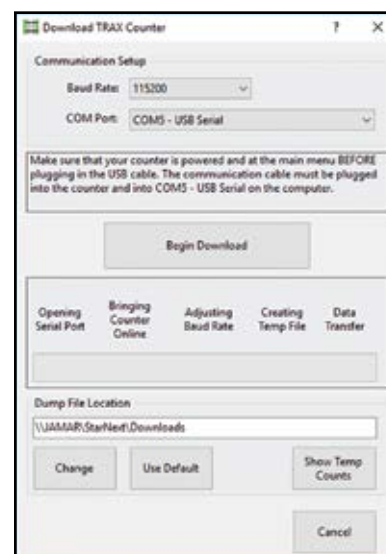 Download TRAX Counter ? X
Communication Setup
Baud Rate: 115200
COM Port: COM5 - USB Serial
Make sure that your counter is powered and at the main menu BEFORE
plugging in the USB cable. The communication cable must be plugged
into the counter and into COM5 - USB Serial on the computer.
Begin Download
Opening Serial Port
Bringing Counter Online
Adjusting Baud Rate
Creating Temp File
Data Transfer
Dump File Location
\\JAMAR\StarNext\Downloads
Change
Use Default
Show Temp
Counts
Cancel